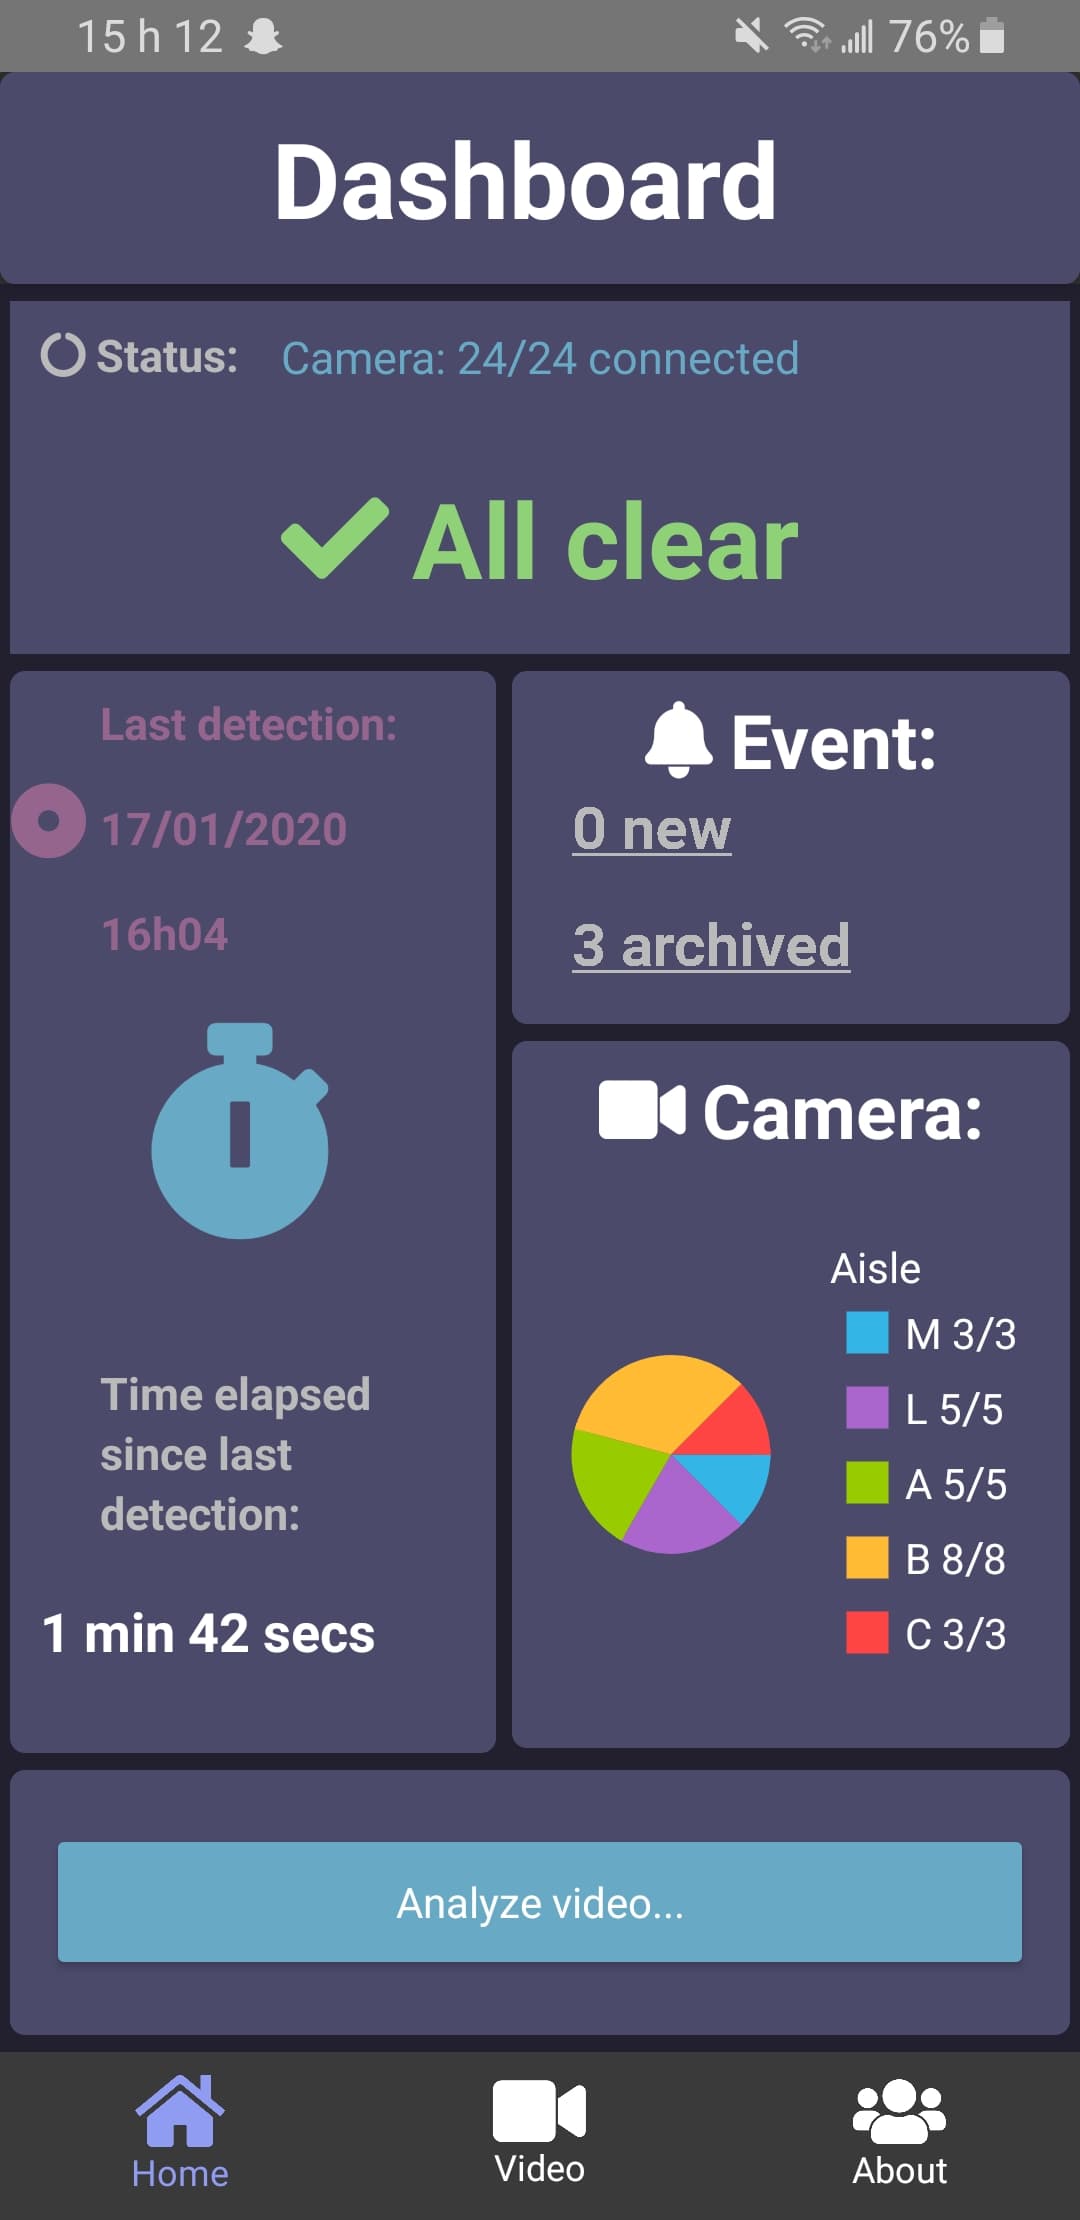 15 h 12
76%
Dashboard
Status: Camera: 24/24 connected
All clear
Last detection:
17/01/2020
16h04
Time elapsed
since last
detection:
1 min 42 secs
Event:
0 new
3 archived
Camera:
Aisle
M 3/3
L 5/5
A 5/5
B 8/8
C 3/3
Analyze video...
Home
Video
About